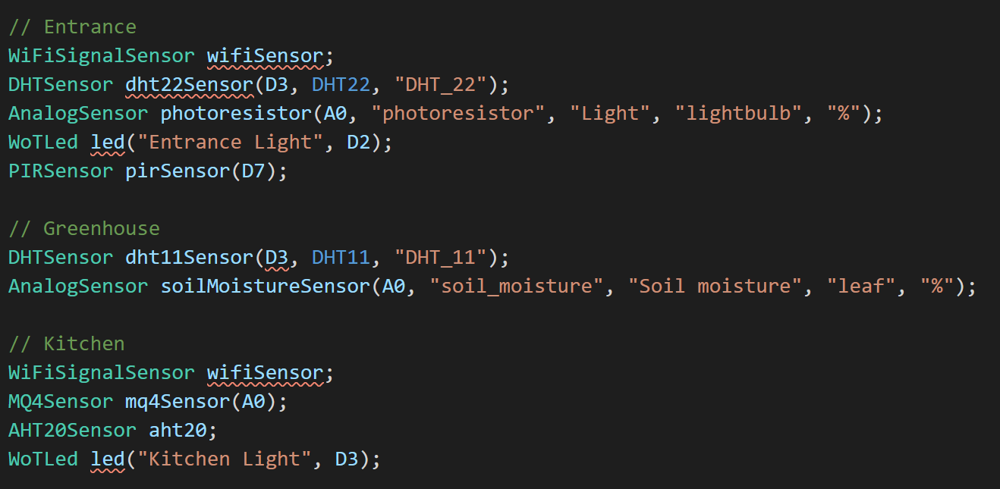 // Entrance
WiFiSignalSensor wifiSensor;
DHTSensor dht22Sensor(D3, DHT22, "DHT_22");
AnalogSensor photoresistor(A0, "photoresistor", "Light", "lightbulb", "%");
WoTLed led("Entrance Light", D2);
PIRSensor pirSensor(D7);

// Greenhouse
DHTSensor dht11Sensor(D3, DHT11, "DHT_11");
AnalogSensor soilMoistureSensor(A0, "soil_moisture", "Soil moisture", "leaf", "%");

// Kitchen
WiFiSignalSensor wifiSensor;
MQ4Sensor mq4Sensor(A0);
AHT20Sensor aht20;
WoTLed led("Kitchen Light", D3);